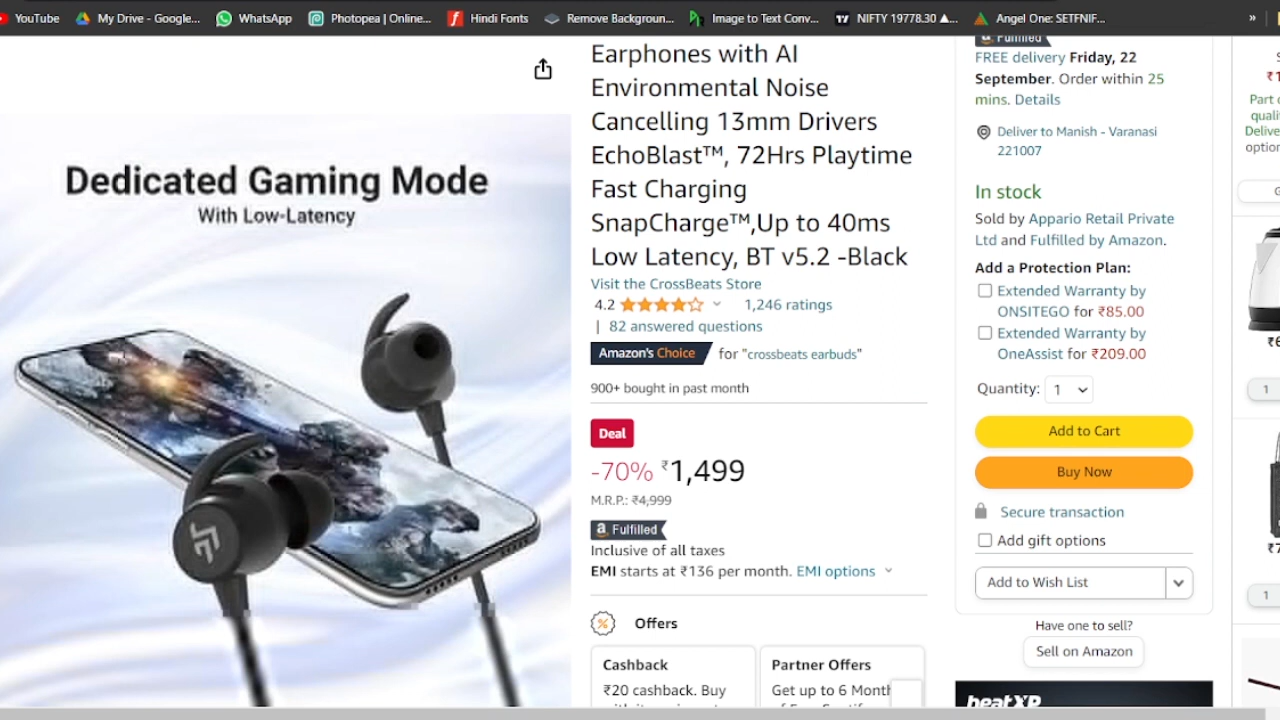 YouTube
My Drive - Google...
WhatsApp
Photopea | Online...
Hindi Fonts
Remove Backgroun...
Image to Text Conv...
NIFTY 19778.30 ▲...
Angel One: SETFNIF...
»
Dedicated Gaming Mode
With Low-Latency
Earphones with AI
Environmental Noise
Cancelling 13mm Drivers
EchoBlast™, 72Hrs Playtime
Fast Charging
SnapCharge™,Up to 40ms
Low Latency, BT v5.2 -Black
Visit the CrossBeats Store
4.2 1,246 ratings
| 82 answered questions
Amazon's Choice for "crossbeats earbuds"
900+ bought in past month
Deal
-70% ₹1,499
M.R.P.: ₹4,999
a Fulfilled
Inclusive of all taxes
EMI starts at ₹136 per month. EMI options
Offers
Cashback
₹20 cashback. Buy
Partner Offers
Get up to 6 Month
Fulfilled
FREE delivery Friday, 22
September. Order within 25
mins. Details
Deliver to Manish - Varanasi
221007
In stock
Sold by Appario Retail Private
Ltd and Fulfilled by Amazon.
Add a Protection Plan:
Extended Warranty by
ONSITEGO for ₹85.00
Extended Warranty by
OneAssist for ₹209.00
Quantity: 1
Add to Cart
Buy Now
Secure transaction
Add gift options
Add to Wish List
Have one to sell?
Sell on Amazon
beatXP
Part
quali
Delive
option
1
1